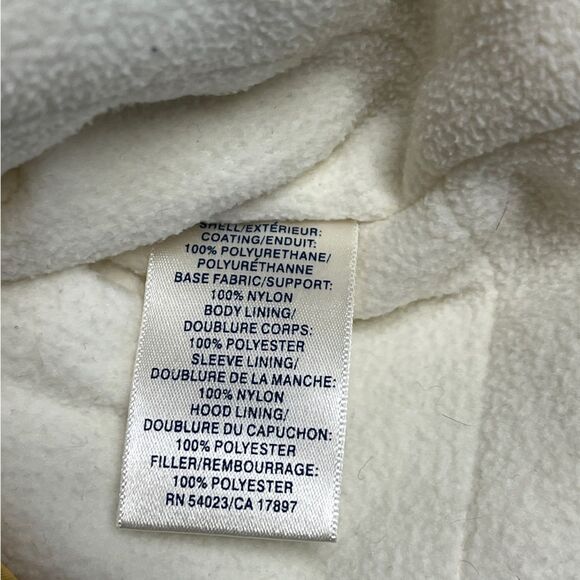 SHELL/EXTÉRIEUR:
COATING/ENDUIT:
100% POLYURETHANE/
POLYURÉTHANNE
BASE FABRIC/SUPPORT:
100% NYLON
BODY LINING/
DOUBLURE CORPS:
100% POLYESTER
SLEEVE LINING/
DOUBLURE DE LA MANCHE:
100% NYLON
HOOD LINING/
DOUBLURE DU CAPUCHON:
100% POLYESTER
FILLER/REMBOURRAGE:
100% POLYESTER
RN 54023/CA 17897